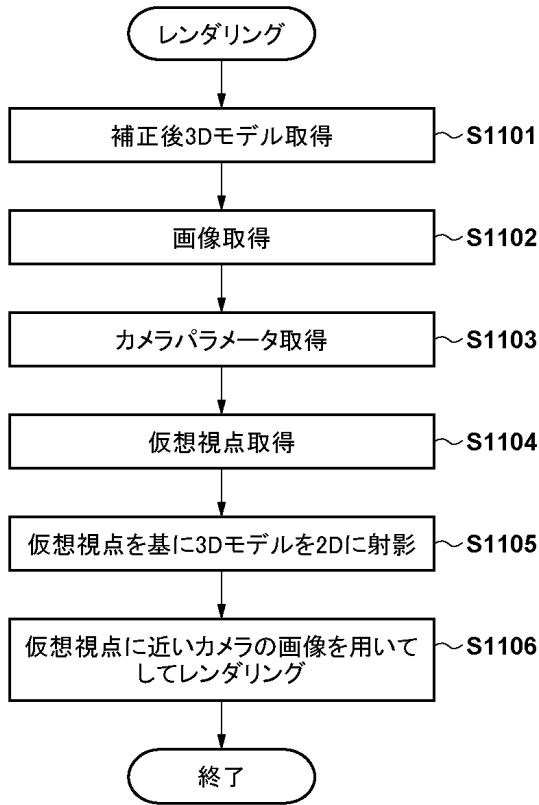 レンダリング
補正後3Dモデル取得
S1101
画像取得
S1102
カメラパラメータ取得
S1103
仮想視点取得
S1104
仮想視点を基に3Dモデルを2Dに射影
S1105
仮想視点に近いカメラの画像を用いて
してレンダリング
S1106
終了